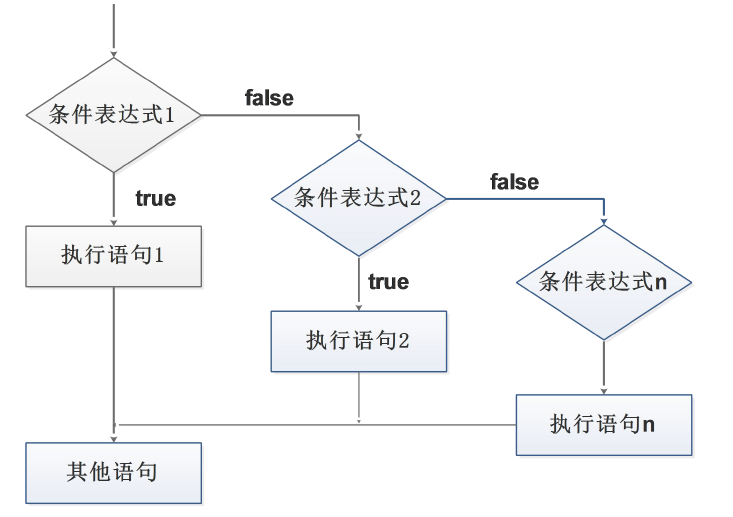 条件表达式1
false
true
条件表达式2
false
执行语句1
true
条件表达式n
执行语句2
执行语句n
其他语句